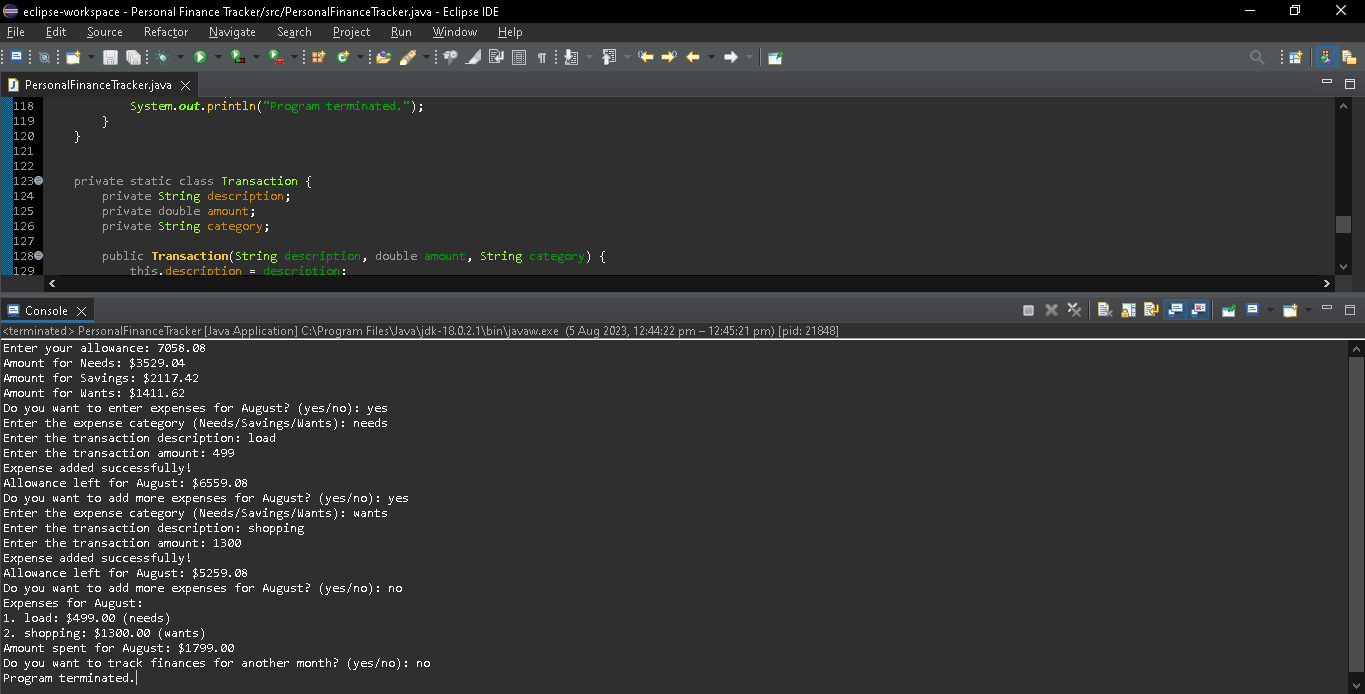 eclipse-workspace - Personal Finance Tracker/src/PersonalFinanceTracker.java - Eclipse IDE
File Edit Source Refactor Navigate Search Project Run Window Help
PersonalFinanceTracker.java
118 System.out.println("Program terminated.");
119 }
120 }
121
122
123 private static class Transaction {
124 private String description;
125 private double amount;
126 private String category;
127
128 public Transaction(String description, double amount, String category) {
129 this.description = description;
Console
<terminated> PersonalFinanceTracker [Java Application] C:\Program Files\Java\jdk-18.0.2.1\bin\javaw.exe (5 Aug 2023, 12:44:22 pm – 12:45:21 pm) [pid: 21848]
Enter your allowance: 7058.08
Amount for Needs: $3529.04
Amount for Savings: $2117.42
Amount for Wants: $1411.62
Do you want to enter expenses for August? (yes/no): yes
Enter the expense category (Needs/Savings/Wants): needs
Enter the transaction description: load
Enter the transaction amount: 499
Expense added successfully!
Allowance left for August: $6559.08
Do you want to add more expenses for August? (yes/no): yes
Enter the expense category (Needs/Savings/Wants): wants
Enter the transaction description: shopping
Enter the transaction amount: 1300
Expense added successfully!
Allowance left for August: $5259.08
Do you want to add more expenses for August? (yes/no): no
Expenses for August:
1. load: $499.00 (needs)
2. shopping: $1300.00 (wants)
Amount spent for August: $1799.00
Do you want to track finances for another month? (yes/no): no
Program terminated.